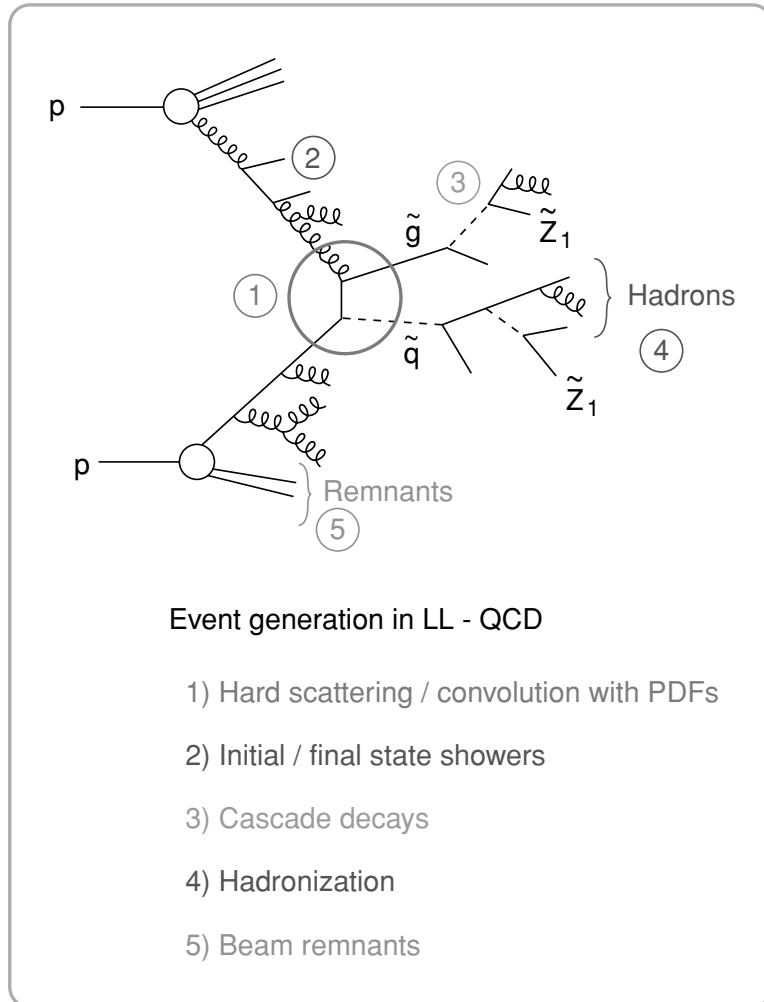 p
2
3
g̃
Z̃1
1
Hadrons
4
q̃
Z̃1
p
Remnants
5
Event generation in LL - QCD
1) Hard scattering / convolution with PDFs
2) Initial / final state showers
3) Cascade decays
4) Hadronization
5) Beam remnants